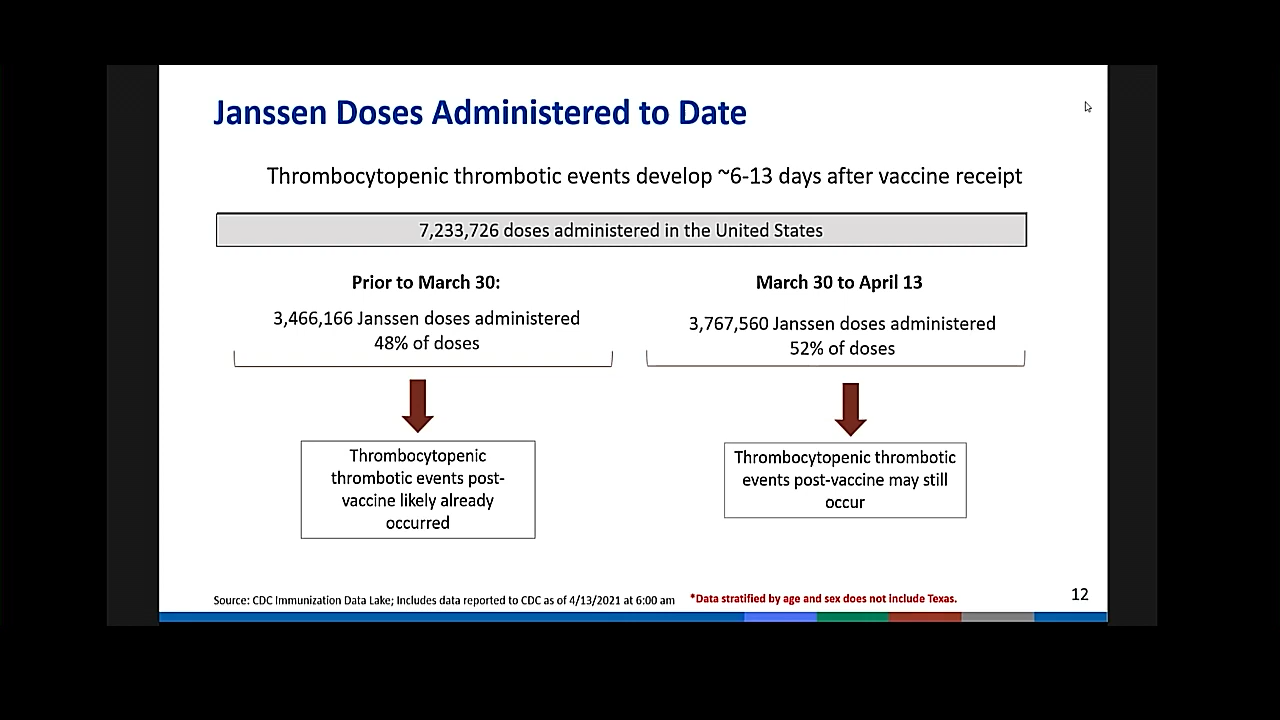 Janssen Doses Administered to Date
Thrombocytopenic thrombotic events develop ~6-13 days after vaccine receipt
7,233,726 doses administered in the United States
Prior to March 30:
3,466,166 Janssen doses administered
48% of doses
March 30 to April 13
3,767,560 Janssen doses administered
52% of doses
Thrombocytopenic
thrombotic events post-
vaccine likely already
occurred
Thrombocytopenic thrombotic
events post-vaccine may still
occur
Source: CDC Immunization Data Lake; Includes data reported to CDC as of 4/13/2021 at 6:00 am
*Data stratified by age and sex does not include Texas.
12